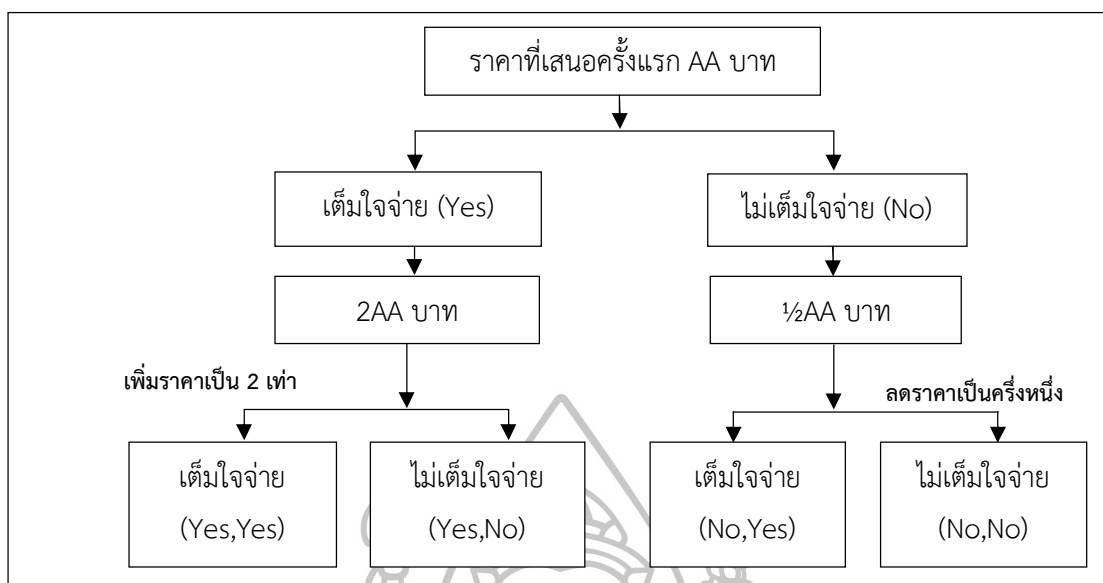 ราคาที่เสนอครั้งแรก AA บาท
เต็มใจจ่าย (Yes)
ไม่เต็มใจจ่าย (No)
2AA บาท
½AA บาท
เพิ่มราคาเป็น 2 เท่า
ลดราคาเป็นครึ่งหนึ่ง
เต็มใจจ่าย
(Yes,Yes)
ไม่เต็มใจจ่าย
(Yes,No)
เต็มใจจ่าย
(No,Yes)
ไม่เต็มใจจ่าย
(No,No)